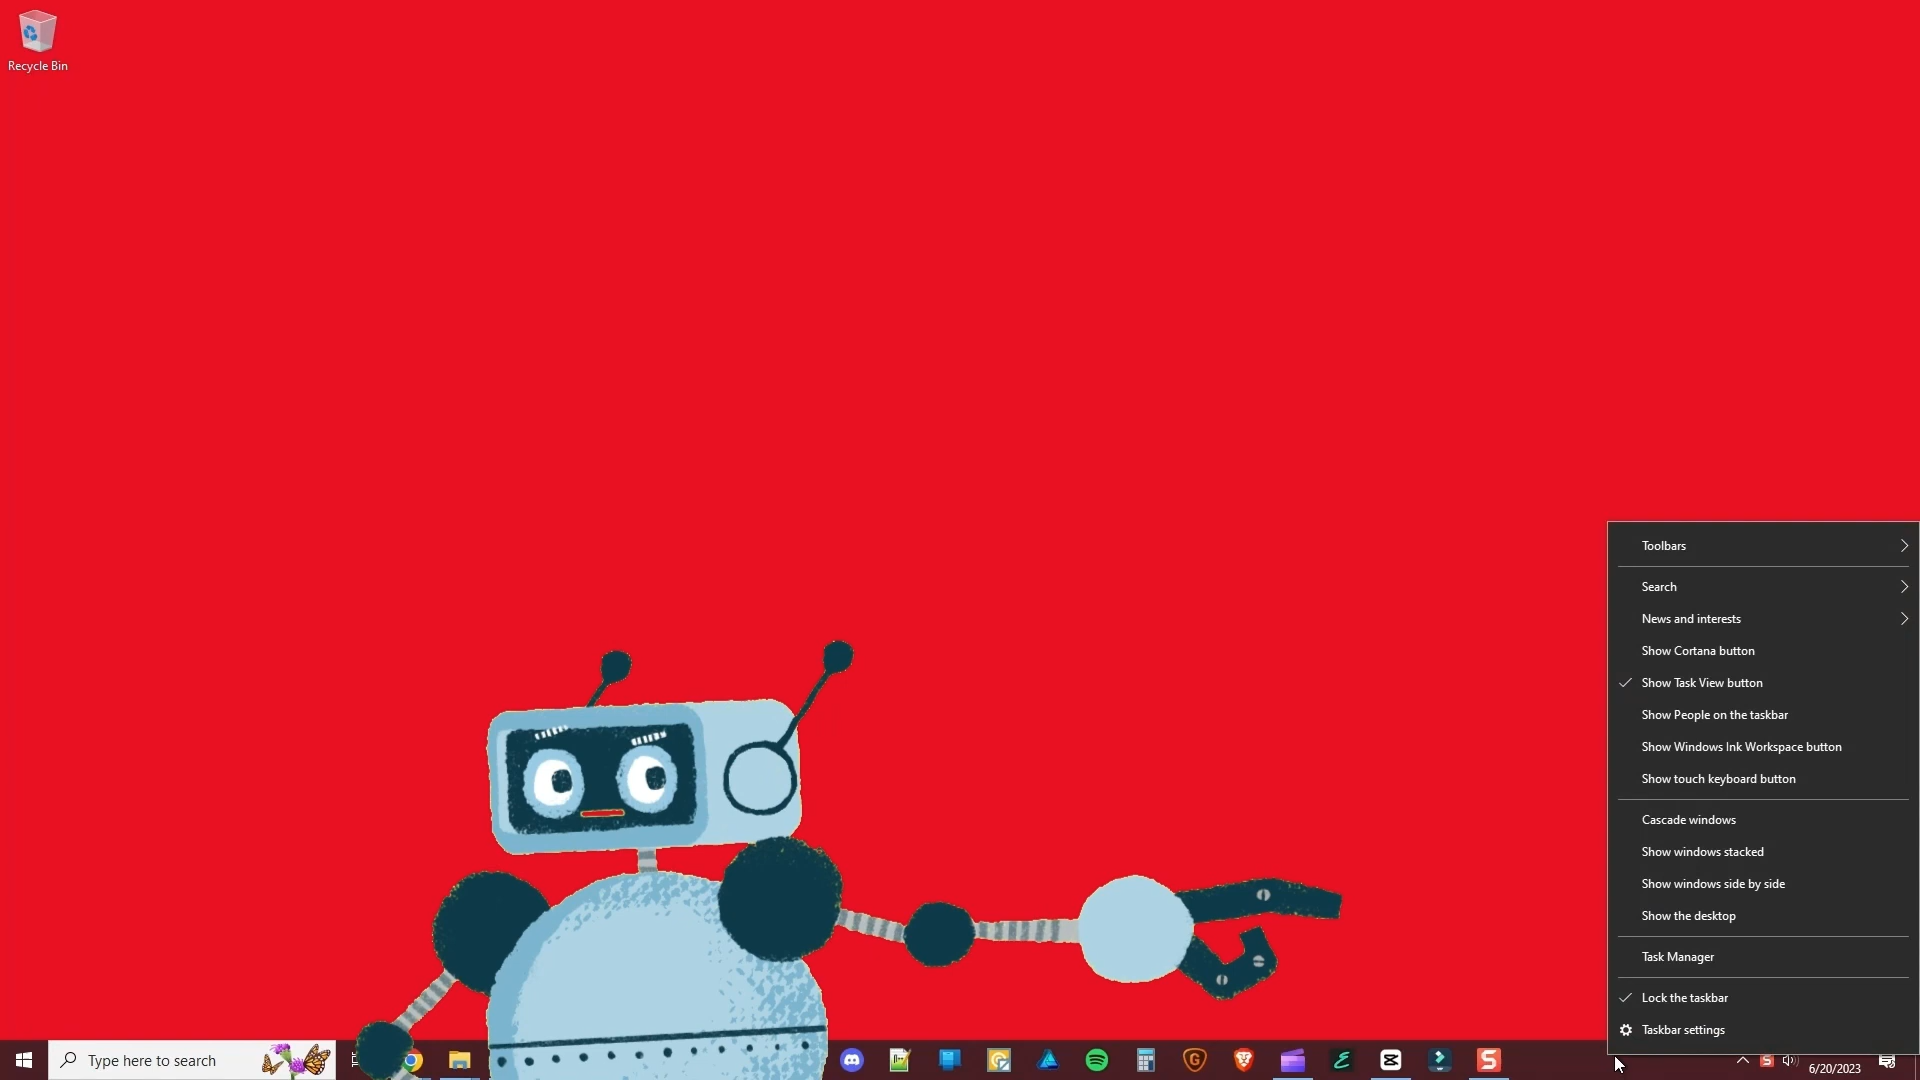 Recycle Bin
Toolbars
Search
News and interests
Show Cortana button
Show Task View button
Show People on the taskbar
Show Windows Ink Workspace button
Show touch keyboard button
Cascade windows
Show windows stacked
Show windows side by side
Show the desktop
Task Manager
Lock the taskbar
Taskbar settings
Type here to search
6/20/2023